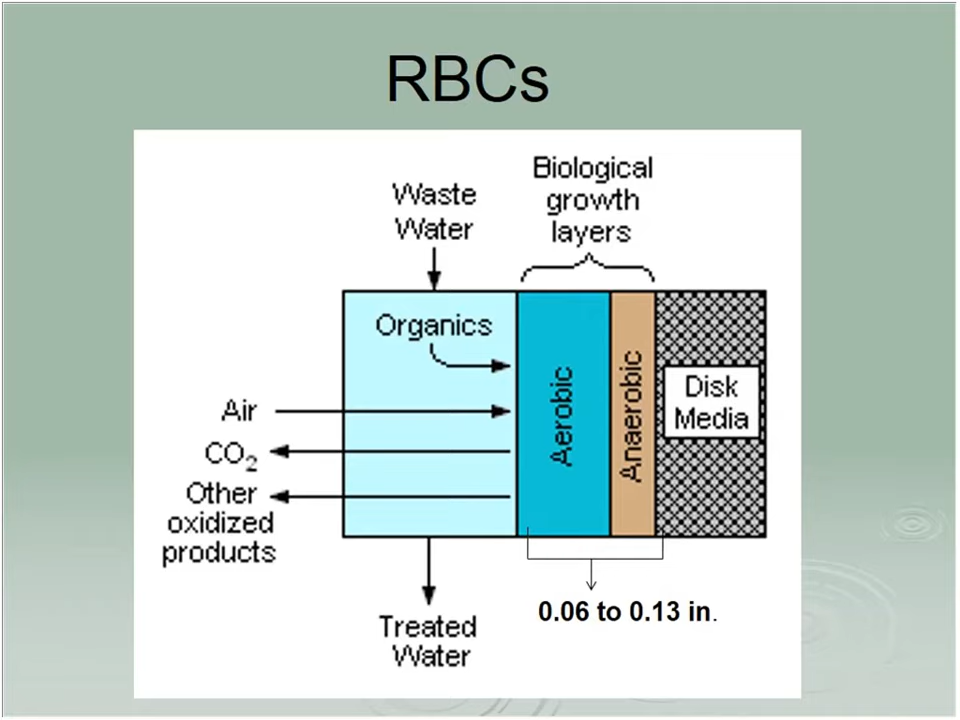 RBCs
Biological
growth
layers
Waste
Water
Organics
Air
CO₂
Other
oxidized
products
Aerobic
Anaerobic
Disk
Media
0.06 to 0.13 in.
Treated
Water